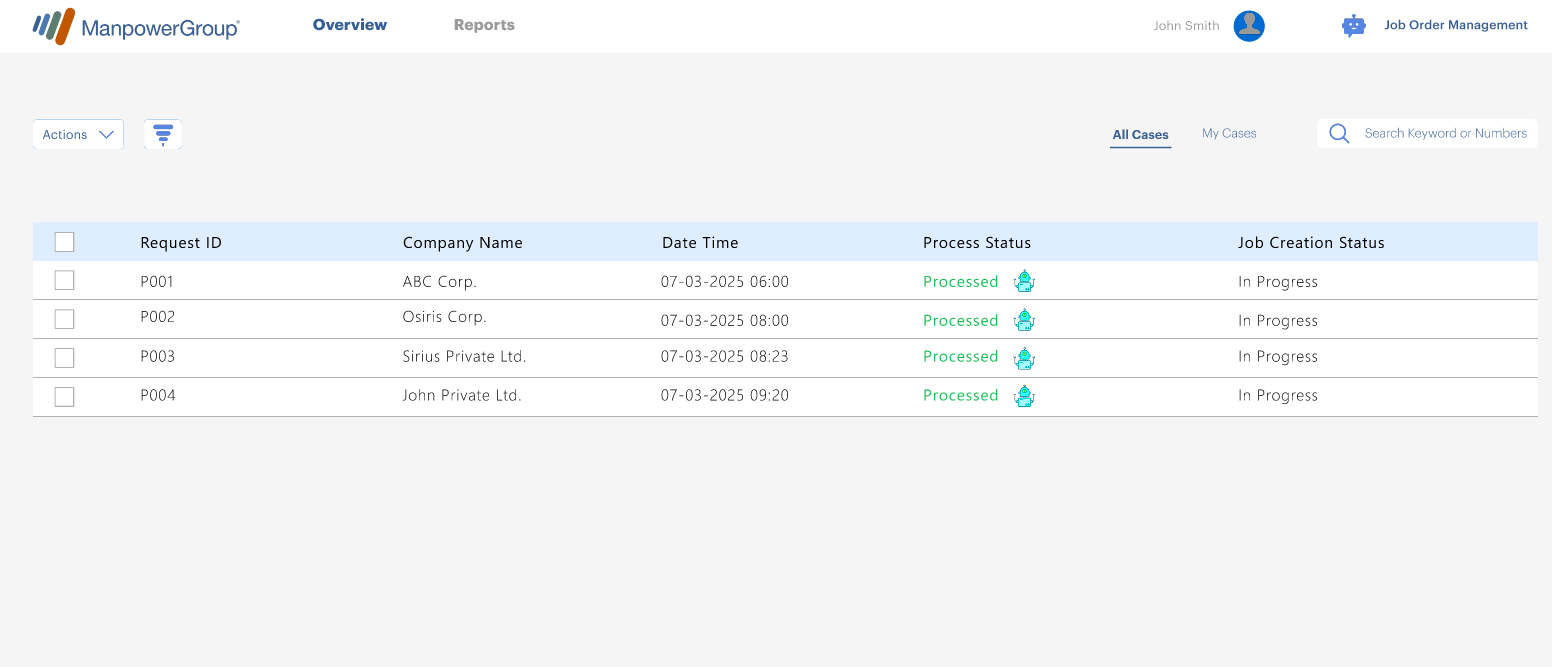 ManpowerGroup® Overview Reports John Smith Job Order Management
Actions All Cases My Cases Search Keyword or Numbers
Request ID Company Name Date Time Process Status Job Creation Status
P001 ABC Corp. 07-03-2025 06:00 Processed In Progress
P002 Osiris Corp. 07-03-2025 08:00 Processed In Progress
P003 Sirius Private Ltd. 07-03-2025 08:23 Processed In Progress
P004 John Private Ltd. 07-03-2025 09:20 Processed In Progress